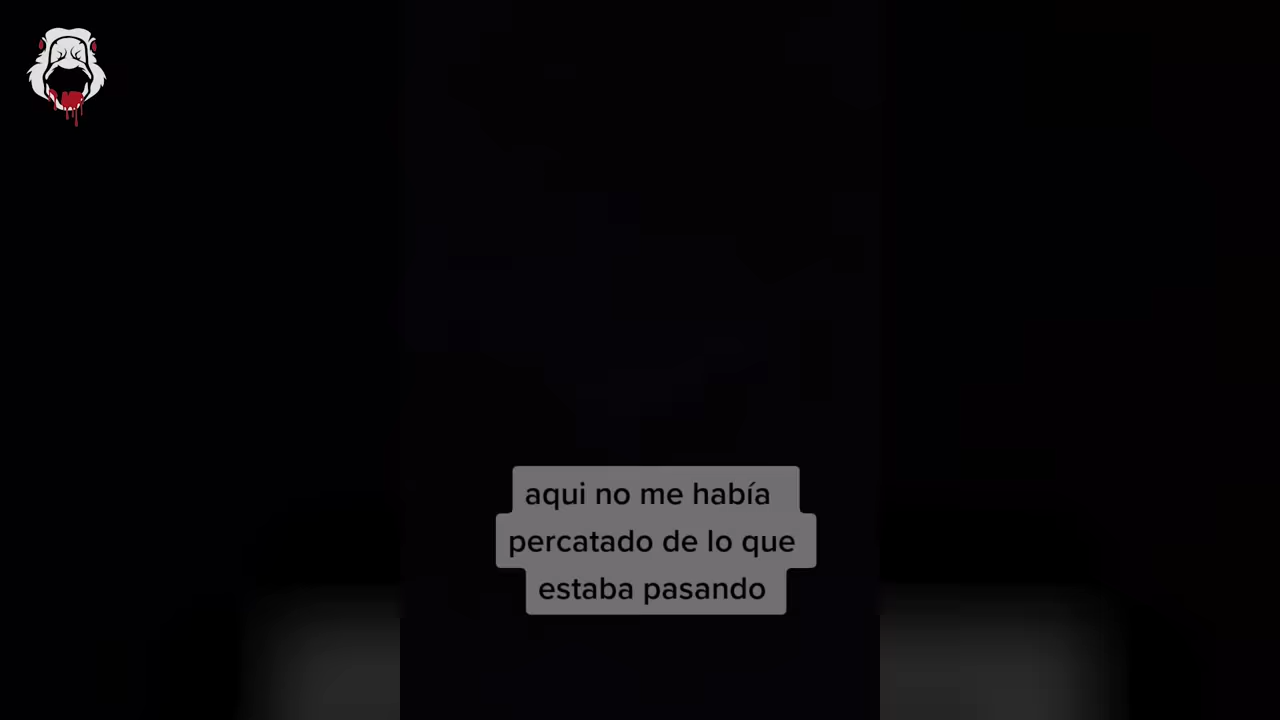 aqui no me había
percatado de lo que
estaba pasando